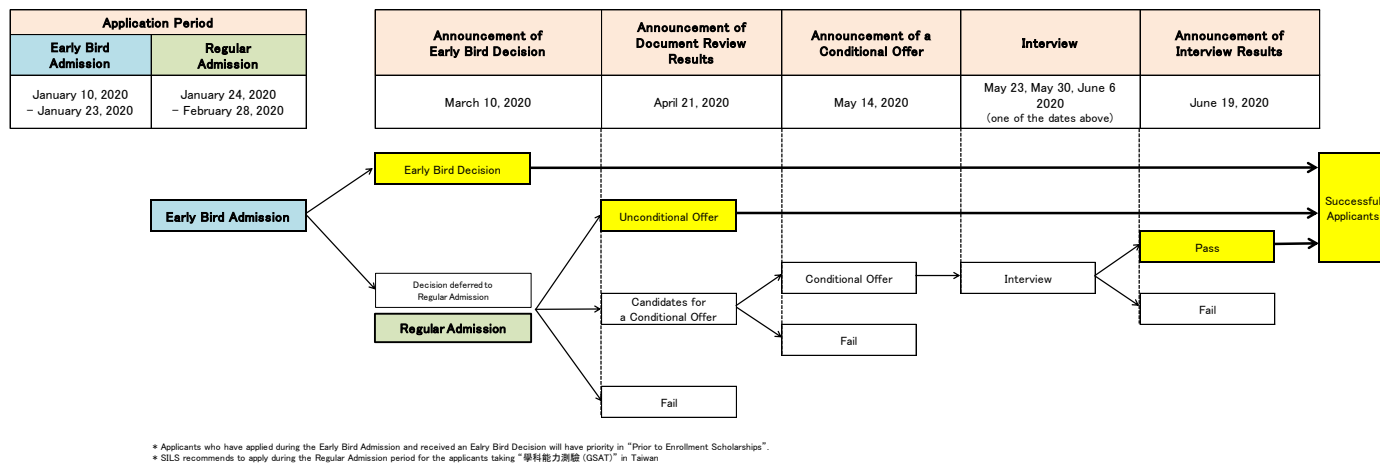 Application Period
Early Bird
Admission
Regular
Admission
January 10, 2020
– January 23, 2020
January 24, 2020
– February 28, 2020
Announcement of
Early Bird Decision
Announcement of
Document Review
Results
Announcement of a
Conditional Offer
Interview
Announcement of
Interview Results
March 10, 2020
April 21, 2020
May 14, 2020
May 23, May 30, June 6
2020
(one of the dates above)
June 19, 2020
Early Bird Decision
Early Bird Admission
Unconditional Offer
Successful
Applicants
Pass
Decision deferred to
Regular Admission
Conditional Offer
Interview
Candidates for
a Conditional Offer
Fail
Regular Admission
Fail
Fail
* Applicants who have applied during the Early Bird Admission and received an Ealry Bird Decision will have priority in "Prior to Enrollment Scholarships".
* SILS recommends to apply during the Regular Admission period for the applicants taking "學科能力測驗 (GSAT)" in Taiwan